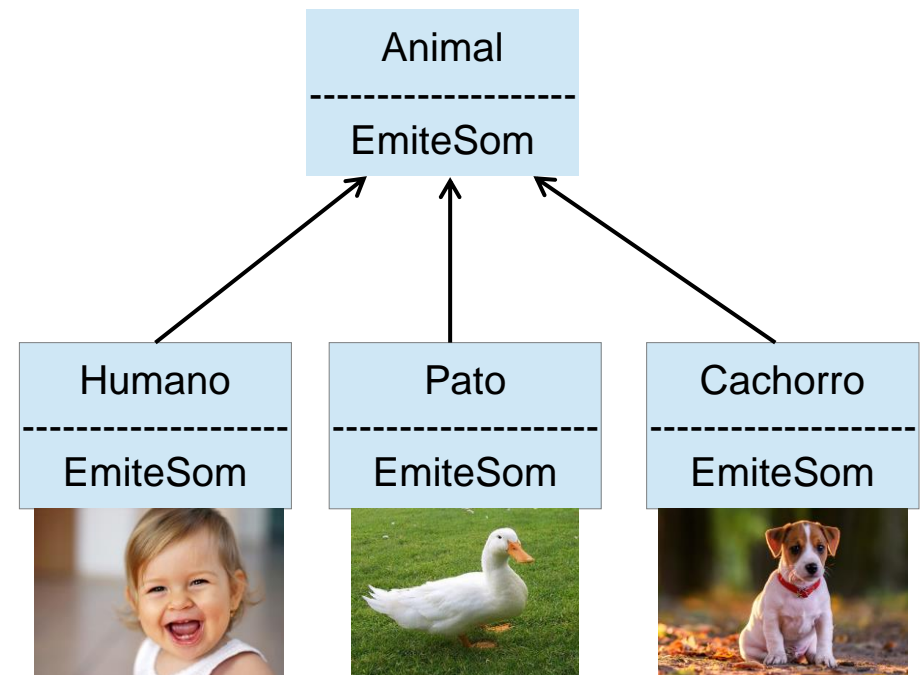 Animal
EmiteSom
Humano
EmiteSom
Pato
EmiteSom
Cachorro
EmiteSom